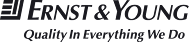 ERNST & YOUNG
Quality In Everything We Do